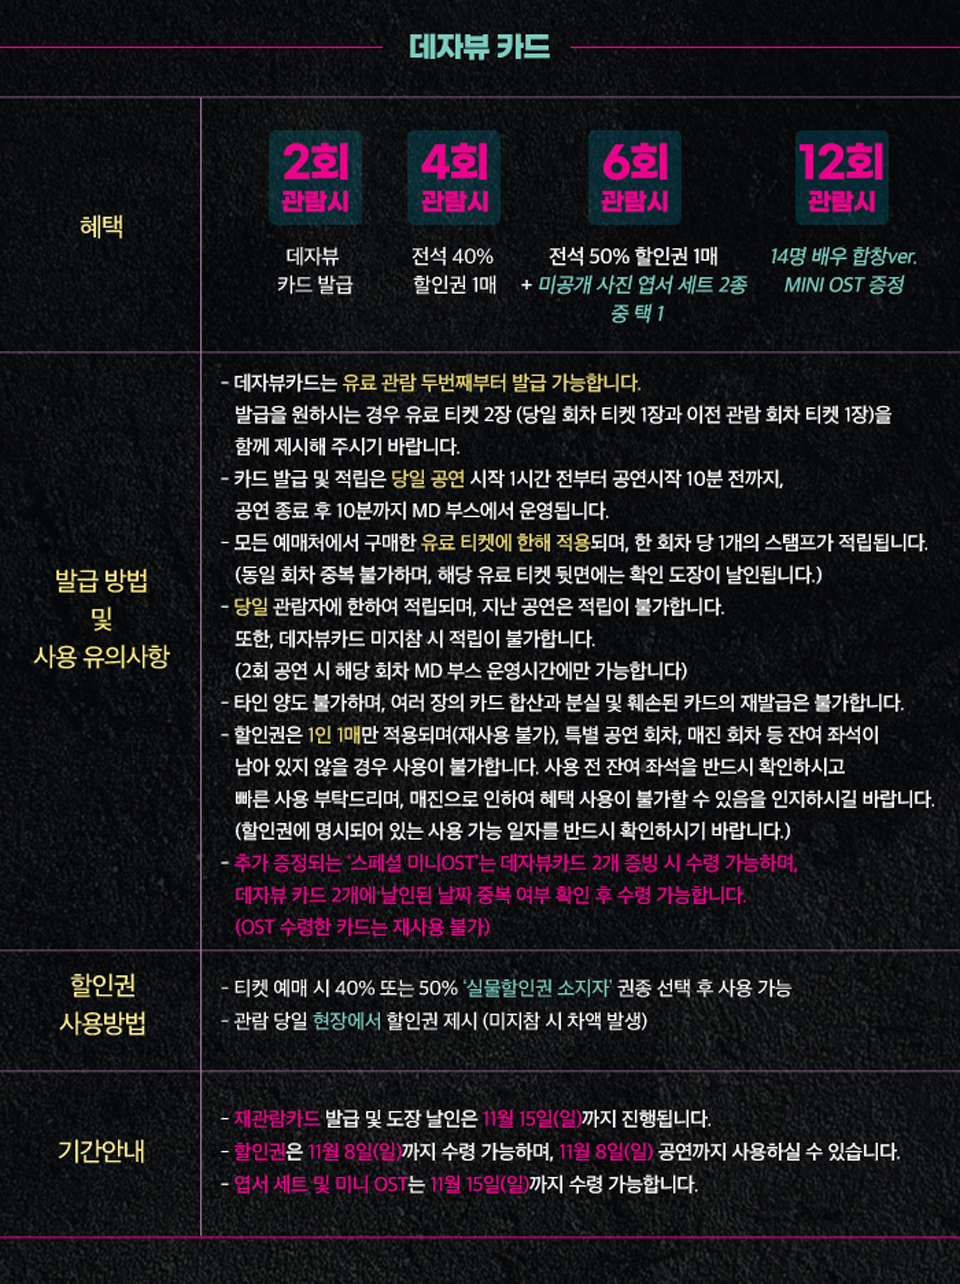 데자뷰 카드
혜택
2회
관람시
데자뷰
카드 발급
4회
관람시
전석 40%
할인권 1매
6회
관람시
전석 50% 할인권 1매
+ 미공개 사진 엽서 세트 2종
중 택 1
12회
관람시
14명 배우 합창ver.
MINI OST 증정
발급 방법
및
사용 유의사항
- 데자뷰카드는 유료 관람 두번째부터 발급 가능합니다.
발급을 원하시는 경우 유료 티켓 2장 (당일 회차 티켓 1장과 이전 관람 회차 티켓 1장)을
함께 제시해 주시기 바랍니다.
- 카드 발급 및 적립은 당일 공연 시작 1시간 전부터 공연시작 10분 전까지,
공연 종료 후 10분까지 MD 부스에서 운영됩니다.
- 모든 예매처에서 구매한 유료 티켓에 한해 적용되며, 한 회차 당 1개의 스탬프가 적립됩니다.
(동일 회차 중복 불가하며, 해당 유료 티켓 뒷면에는 확인 도장이 날인됩니다.)
- 당일 관람자에 한하여 적립되며, 지난 공연은 적립이 불가합니다.
또한, 데자뷰카드 미지참 시 적립이 불가합니다.
(2회 공연 시 해당 회차 MD 부스 운영시간에만 가능합니다)
- 타인 양도 불가하며, 여러 장의 카드 합산과 분실 및 훼손된 카드의 재발급은 불가합니다.
- 할인권은 1인 1매만 적용되며(재사용 불가), 특별 공연 회차, 매진 회차 등 잔여 좌석이
남아 있지 않을 경우 사용이 불가합니다. 사용 전 잔여 좌석을 반드시 확인하시고
빠른 사용 부탁드리며, 매진으로 인하여 혜택 사용이 불가할 수 있음을 인지하시길 바랍니다.
(할인권에 명시되어 있는 사용 가능 일자를 반드시 확인하시기 바랍니다.)
- 추가 증정되는 '스페셜 미니OST'는 데자뷰카드 2개 증빙 시 수령 가능하며,
데자뷰 카드 2개에 날인된 날짜 중복 여부 확인 후 수령 가능합니다.
(OST 수령한 카드는 재사용 불가)
할인권
사용방법
- 티켓 예매 시 40% 또는 50% '실물할인권 소지자' 권종 선택 후 사용 가능
- 관람 당일 현장에서 할인권 제시 (미지참 시 차액 발생)
기간안내
- 재관람카드 발급 및 도장 날인은 11월 15일(일)까지 진행됩니다.
- 할인권은 11월 8일(일)까지 수령 가능하며, 11월 8일(일) 공연까지 사용하실 수 있습니다.
- 엽서 세트 및 미니 OST는 11월 15일(일)까지 수령 가능합니다.